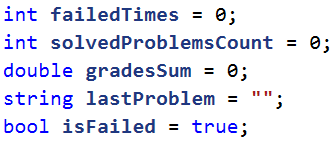 int failedTimes = 0;
int solvedProblemsCount = 0;
double gradesSum = 0;
string lastProblem = "";
bool isFailed = true;